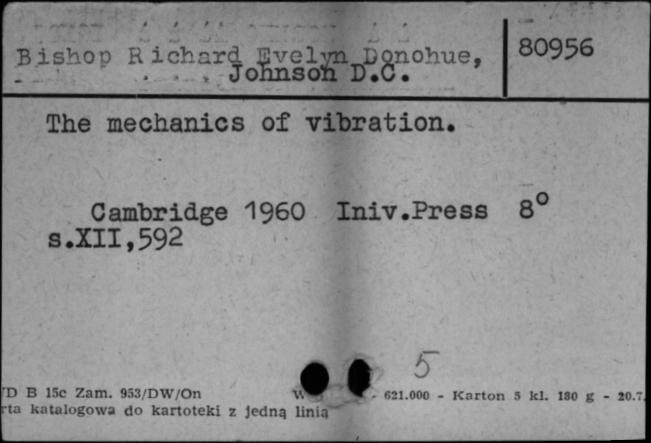 Bishop Richard Evelyn Donohue, 80956
Johnson D.C.
The mechanics of vibration.
Cambridge 1960 Iniv.Press 8°
s.XII,592
5
D B 15c Zam. 953/DW/On W - 621.000 - Karton 5 kl. 180 g - 20.7.
rta katalogowa do kartoteki z jedną linią